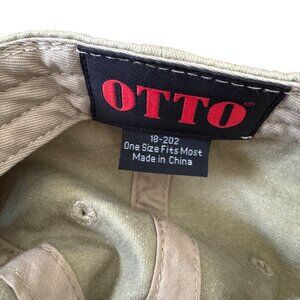 OTTO®
18-202
One Size Fits Most
Made in China